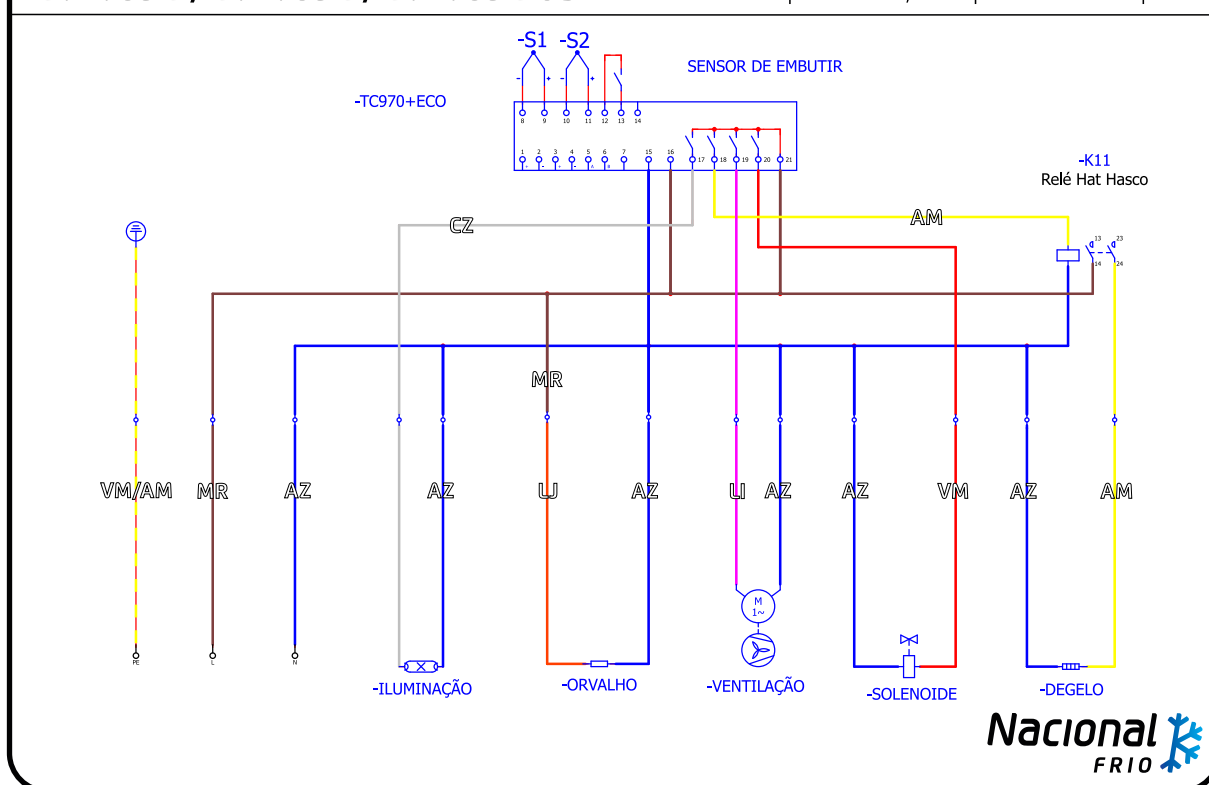 -S1 -S2
SENSOR DE EMBUTIR
-TC970+ECO
- + - +
8 9 10 11 12 13 14
1 2 3 4 5 6 7 15 16 17 18 19 20 21
+ - + - A B
-K11
Relé Hat Hasco
CZ
AM
13 23
14 24
MR
VM/AM MR AZ AZ LJ AZ LI AZ AZ VM AZ AM
M
1~
PE L N
-ILUMINAÇÃO
-ORVALHO
-VENTILAÇÃO
-SOLENOIDE
-DEGELO
Nacional
FRIO